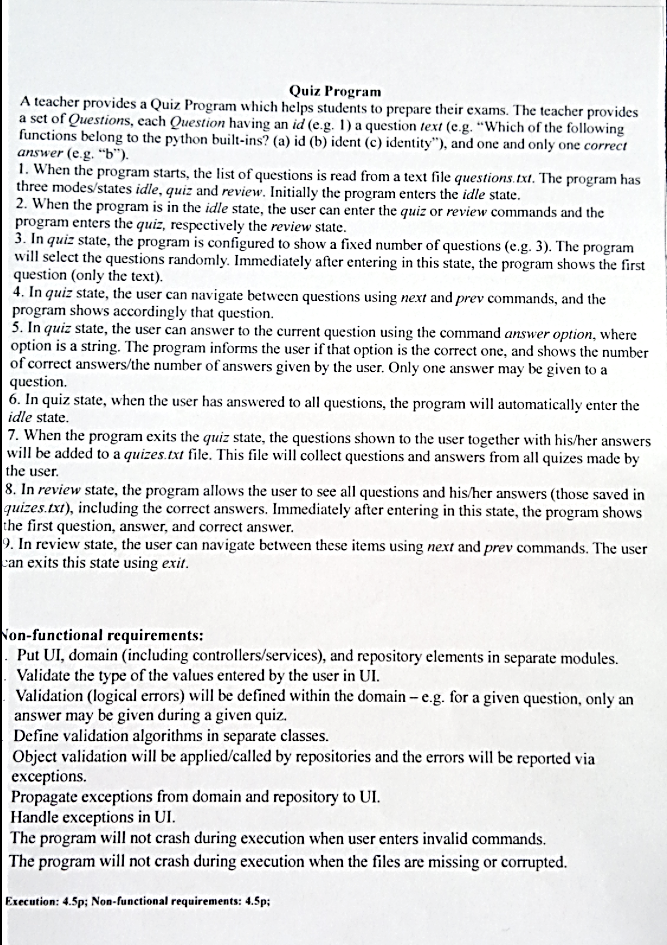 Quiz Program
A teacher provides a Quiz Program which helps students to prepare their exams. The teacher provides
a set of Questions, each Question having an id (e.g. 1) a question text (e.g. “Which of the following
functions belong to the python built-ins? (a) id (b) ident (c) identity”), and one and only one correct
answer (e.g. “b”).
1. When the program starts, the list of questions is read from a text file questions.txt. The program has
three modes/states idle, quiz and review. Initially the program enters the idle state.
2. When the program is in the idle state, the user can enter the quiz or review commands and the
program enters the quiz, respectively the review state.
3. In quiz state, the program is configured to show a fixed number of questions (e.g. 3). The program
will select the questions randomly. Immediately after entering in this state, the program shows the first
question (only the text).
4. In quiz state, the user can navigate between questions using next and prev commands, and the
program shows accordingly that question.
5. In quiz state, the user can answer to the current question using the command answer option, where
option is a string. The program informs the user if that option is the correct one, and shows the number
of correct answers/the number of answers given by the user. Only one answer may be given to a
question.
6. In quiz state, when the user has answered to all questions, the program will automatically enter the
idle state.
7. When the program exits the quiz state, the questions shown to the user together with his/her answers
will be added to a quizes.txt file. This file will collect questions and answers from all quizes made by
the user.
8. In review state, the program allows the user to see all questions and his/her answers (those saved in
quizes.txt), including the correct answers. Immediately after entering in this state, the program shows
the first question, answer, and correct answer.
9. In review state, the user can navigate between these items using next and prev commands. The user
can exits this state using exit.
Non-functional requirements:
. Put UI, domain (including controllers/services), and repository elements in separate modules.
. Validate the type of the values entered by the user in UI.
. Validation (logical errors) will be defined within the domain – e.g. for a given question, only an
answer may be given during a given quiz.
Define validation algorithms in separate classes.
Object validation will be applied/called by repositories and the errors will be reported via
exceptions.
Propagate exceptions from domain and repository to UI.
Handle exceptions in UI.
The program will not crash during execution when user enters invalid commands.
The program will not crash during execution when the files are missing or corrupted.
Execution: 4.5p; Non-functional requirements: 4.5p;